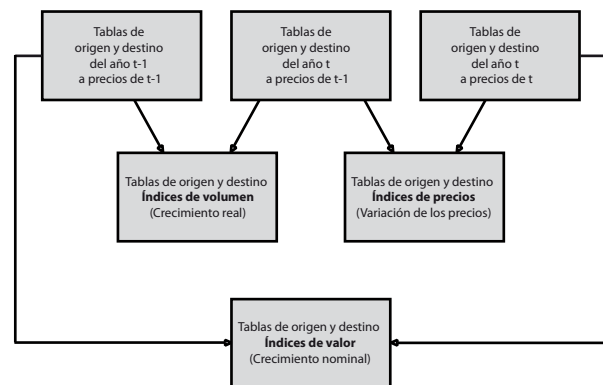 Tablas de
origen y destino
del año t-1
a precios de t-1
Tablas de
origen y destino
del año t
a precios de t-1
Tablas de
origen y destino
del año t
a precios de t
Tablas de origen y destino
Índices de volumen
(Crecimiento real)
Tablas de origen y destino
Índices de precios
(Variación de los precios)
Tablas de origen y destino
Índices de valor
(Crecimiento nominal)